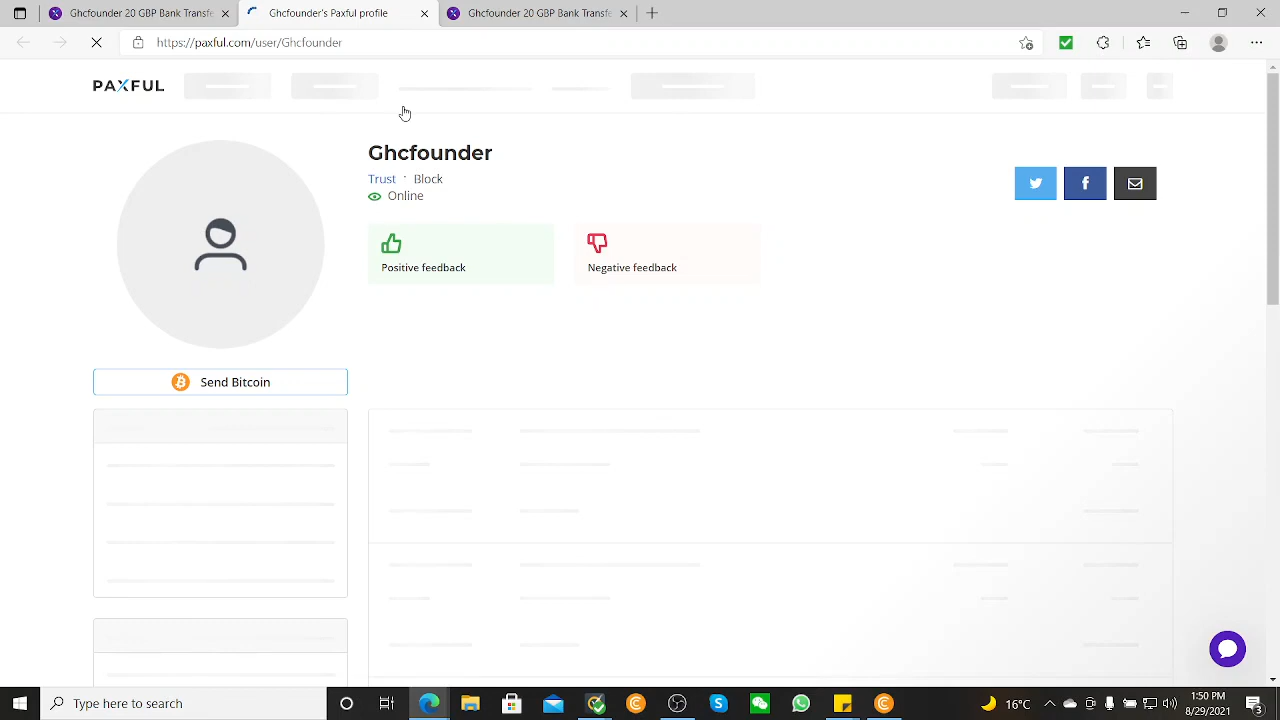 Ghcfounder 20 GBP Bank Transfe
Ghcfounder's Paxful profile
Ghcfounder 20 GBP Bank Transfe
https://paxful.com/user/Ghcfounder
PAXFUL
Ghcfounder
Trust · Block
Online
Positive feedback
Negative feedback
Send Bitcoin
Type here to search
16°C
1:50 PM
8/29/2021
3